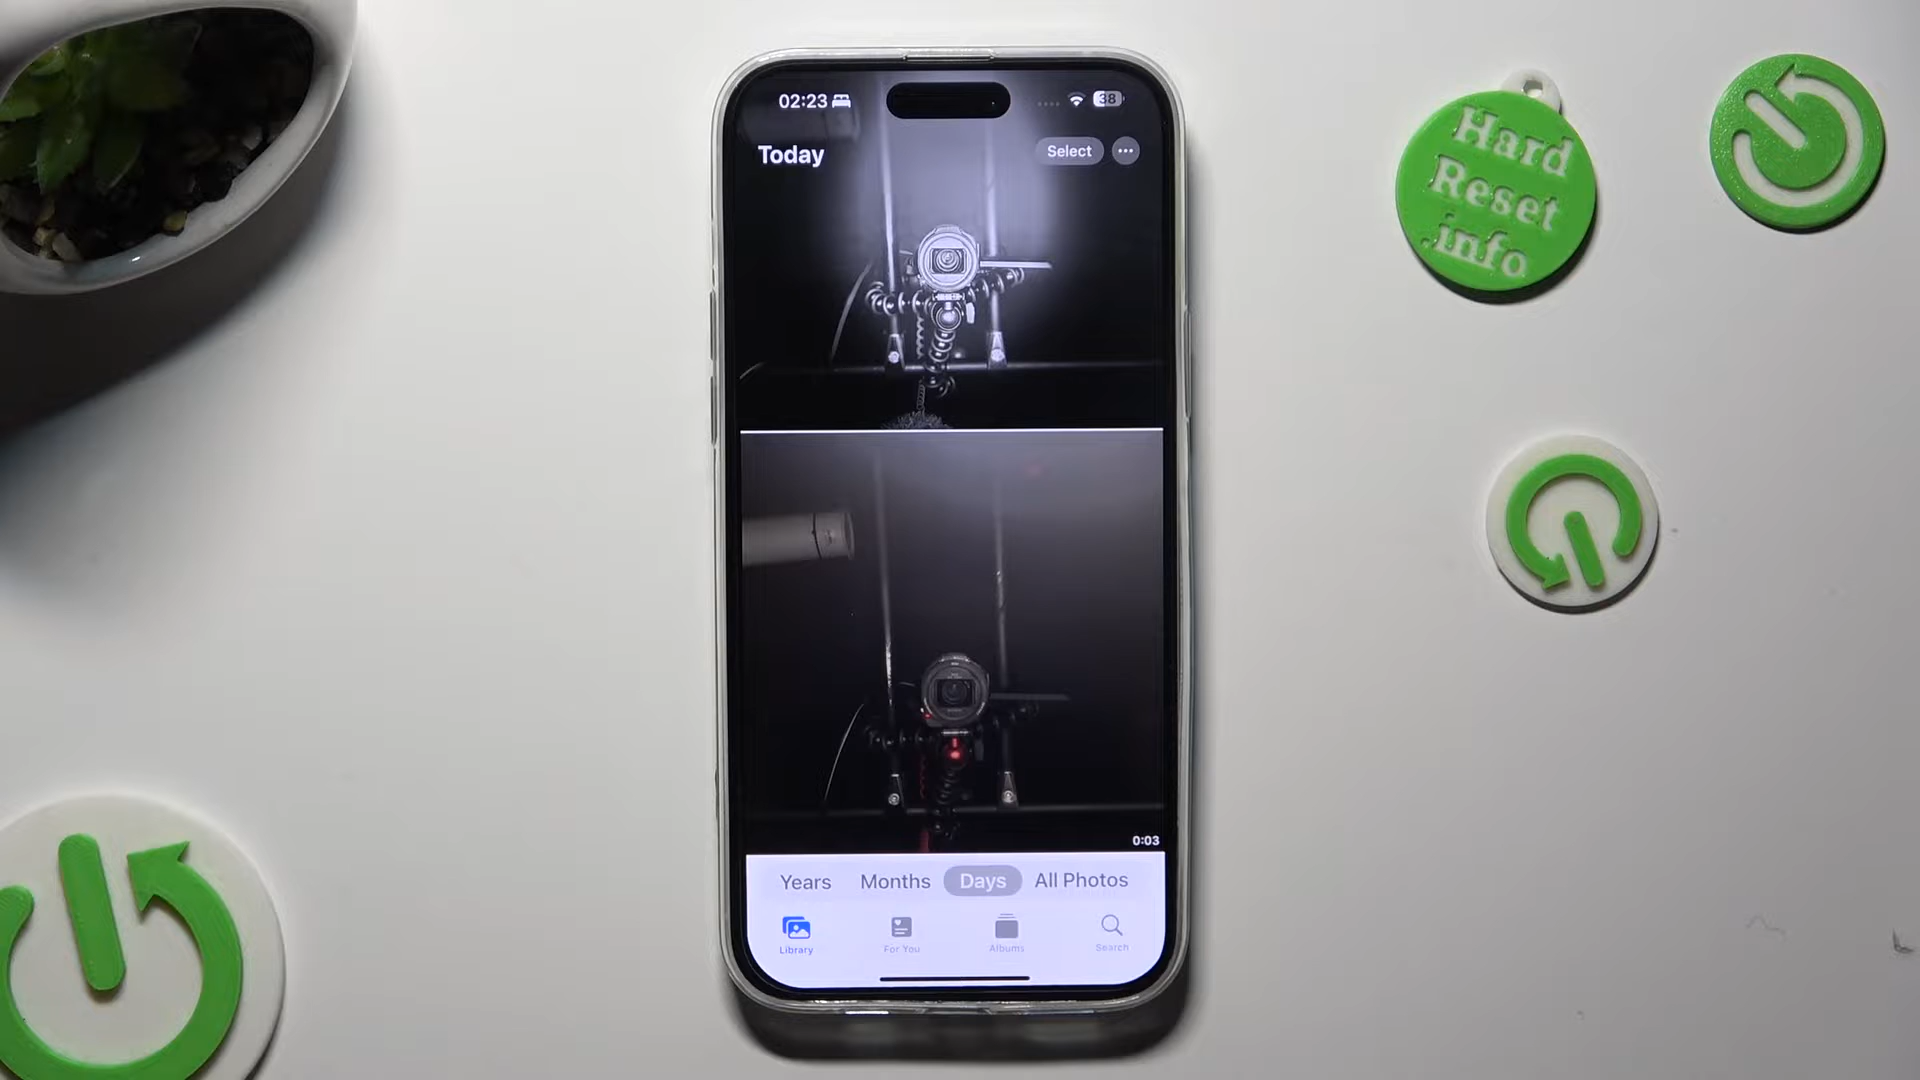 02:23
38
Today
Select
0:03
Years
Months
Days
All Photos
Library
For You
Albums
Search
Hard
Reset
.info